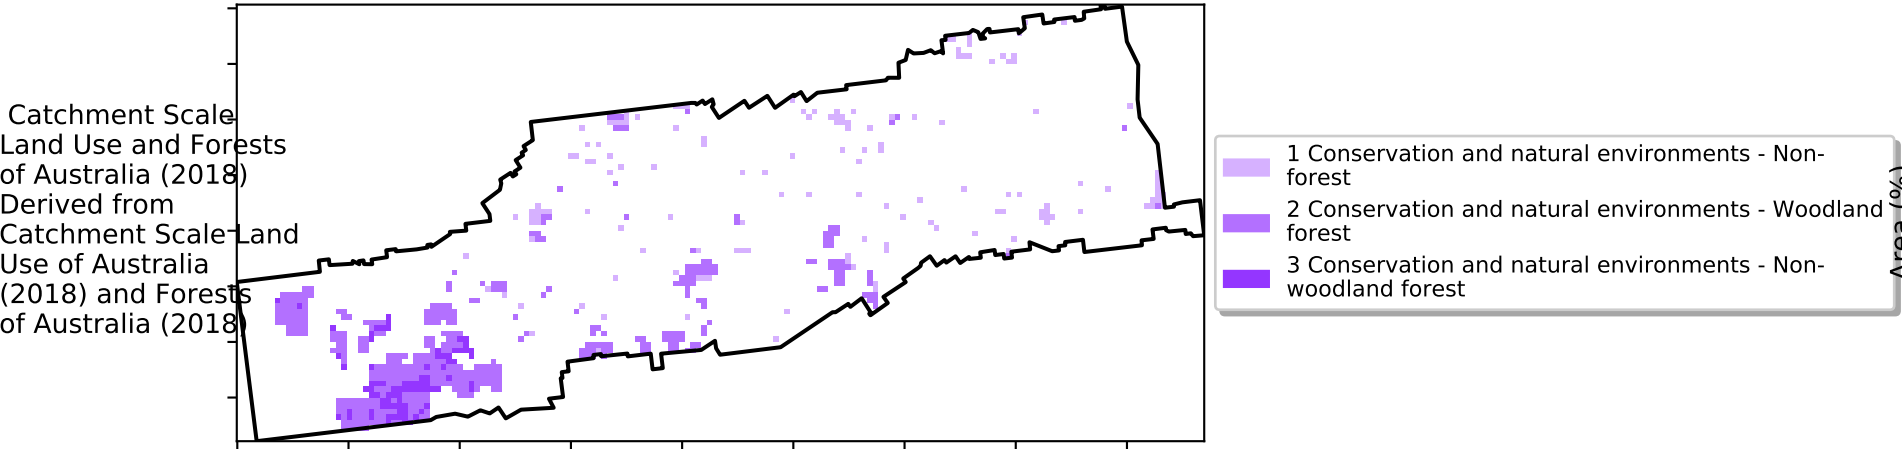 Catchment Scale
Land Use and Forests
of Australia (2018)
Derived from
Catchment Scale Land
Use of Australia
(2018) and Forests
of Australia (2018)
1 Conservation and natural environments - Non-
forest
2 Conservation and natural environments - Woodland
forest
3 Conservation and natural environments - Non-
woodland forest
Area (%)